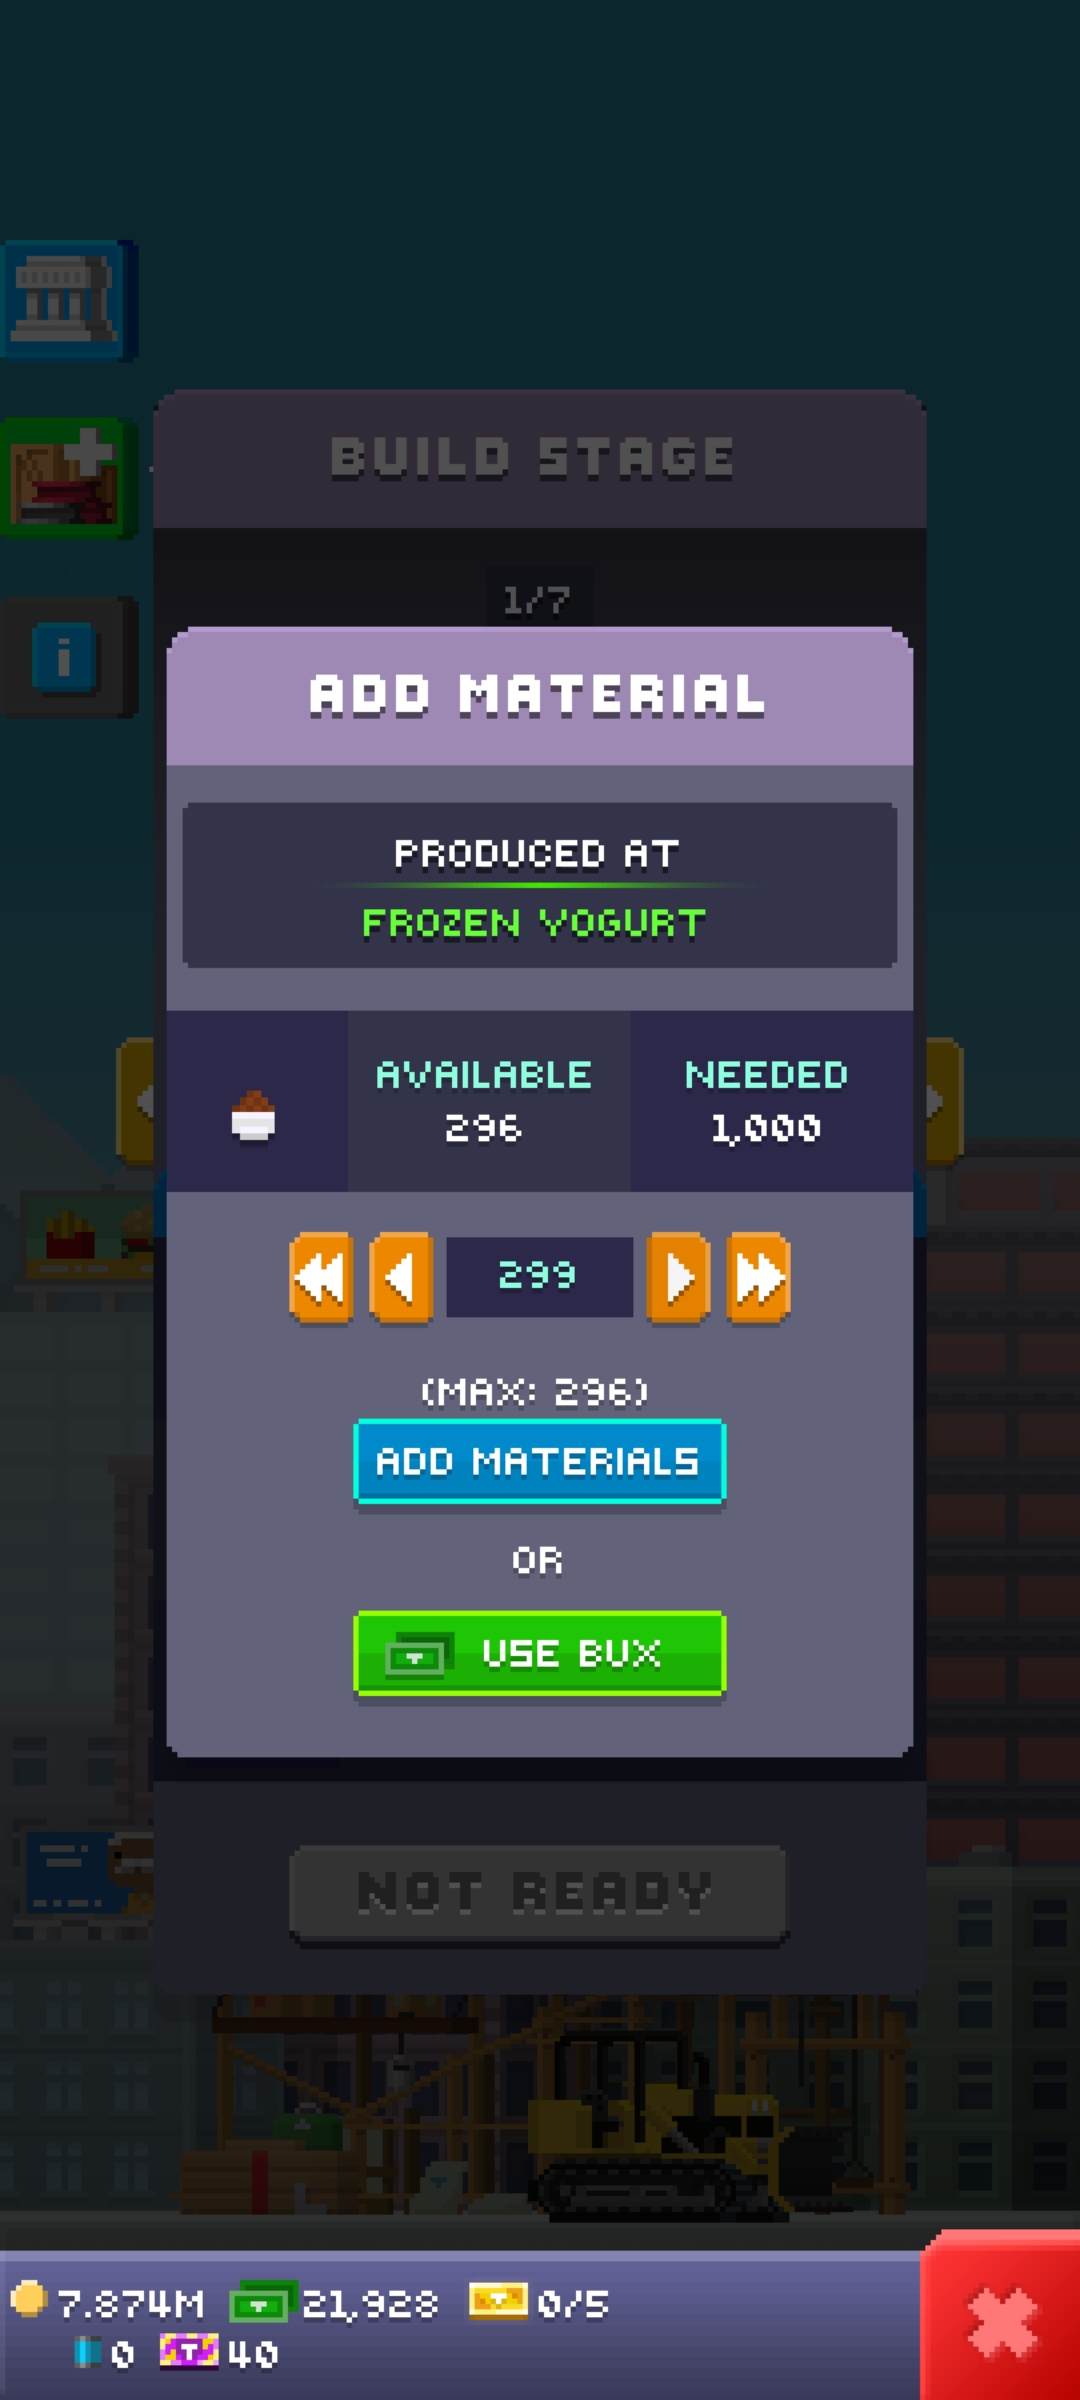 BUILD STAGE
1/7
ADD MATERIAL
PRODUCED AT
FROZEN YOGURT
AVAILABLE
296
NEEDED
1,000
299
(MAX: 296)
ADD MATERIALS
OR
USE BUX
NOT READY
7.874M
21,928
0/5
0
40